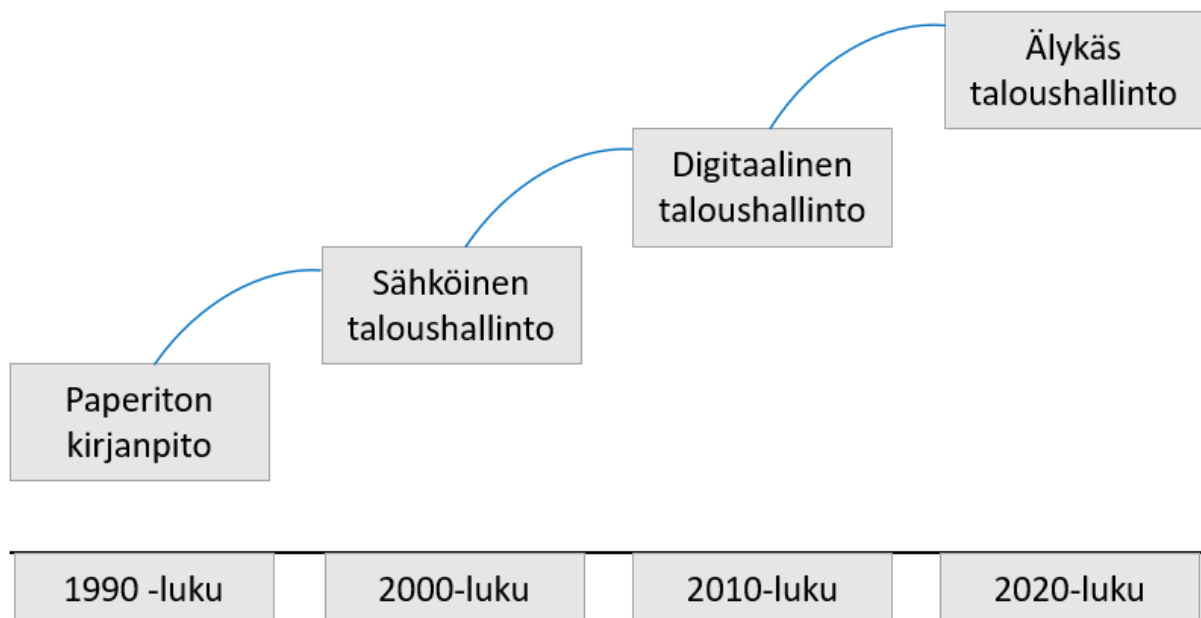 Älykäs
taloushallinto
Digitaalinen
taloushallinto
Sähköinen
taloushallinto
Paperiton
kirjanpito
1990 -luku
2000-luku
2010-luku
2020-luku